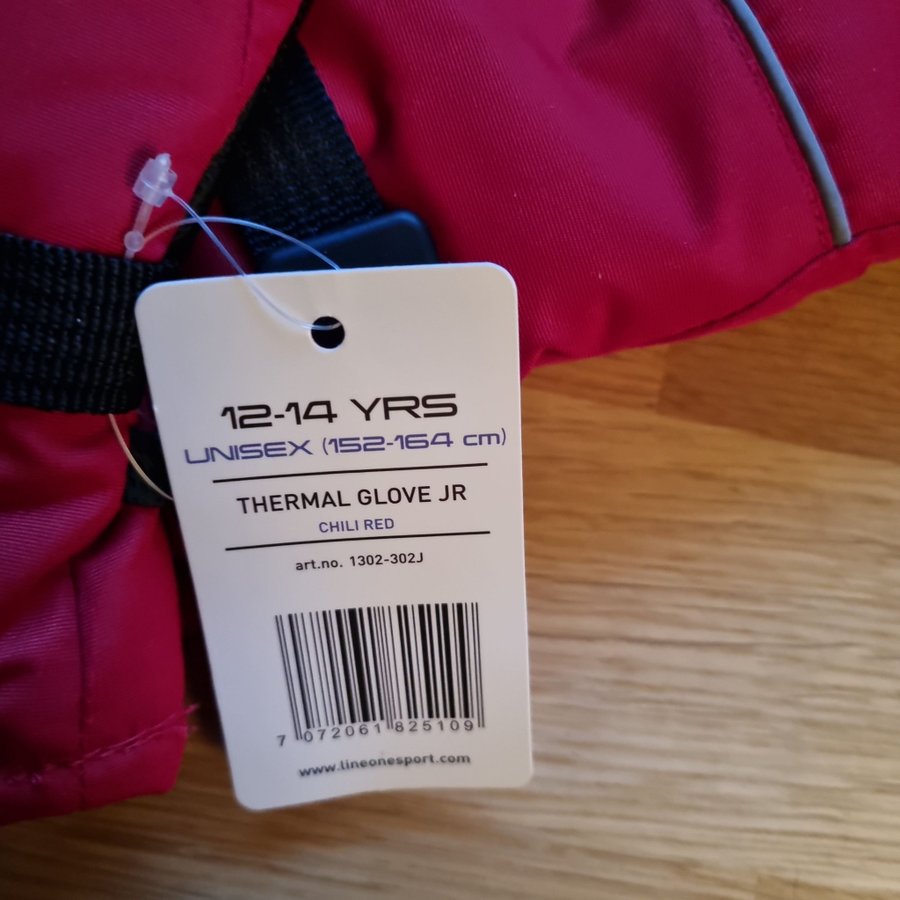 12-14 YRS
UNISEX (152-164 cm)
THERMAL GLOVE JR
CHILI RED
art.no. 1302-302J
7 072061 825109
www.lineonesport.com